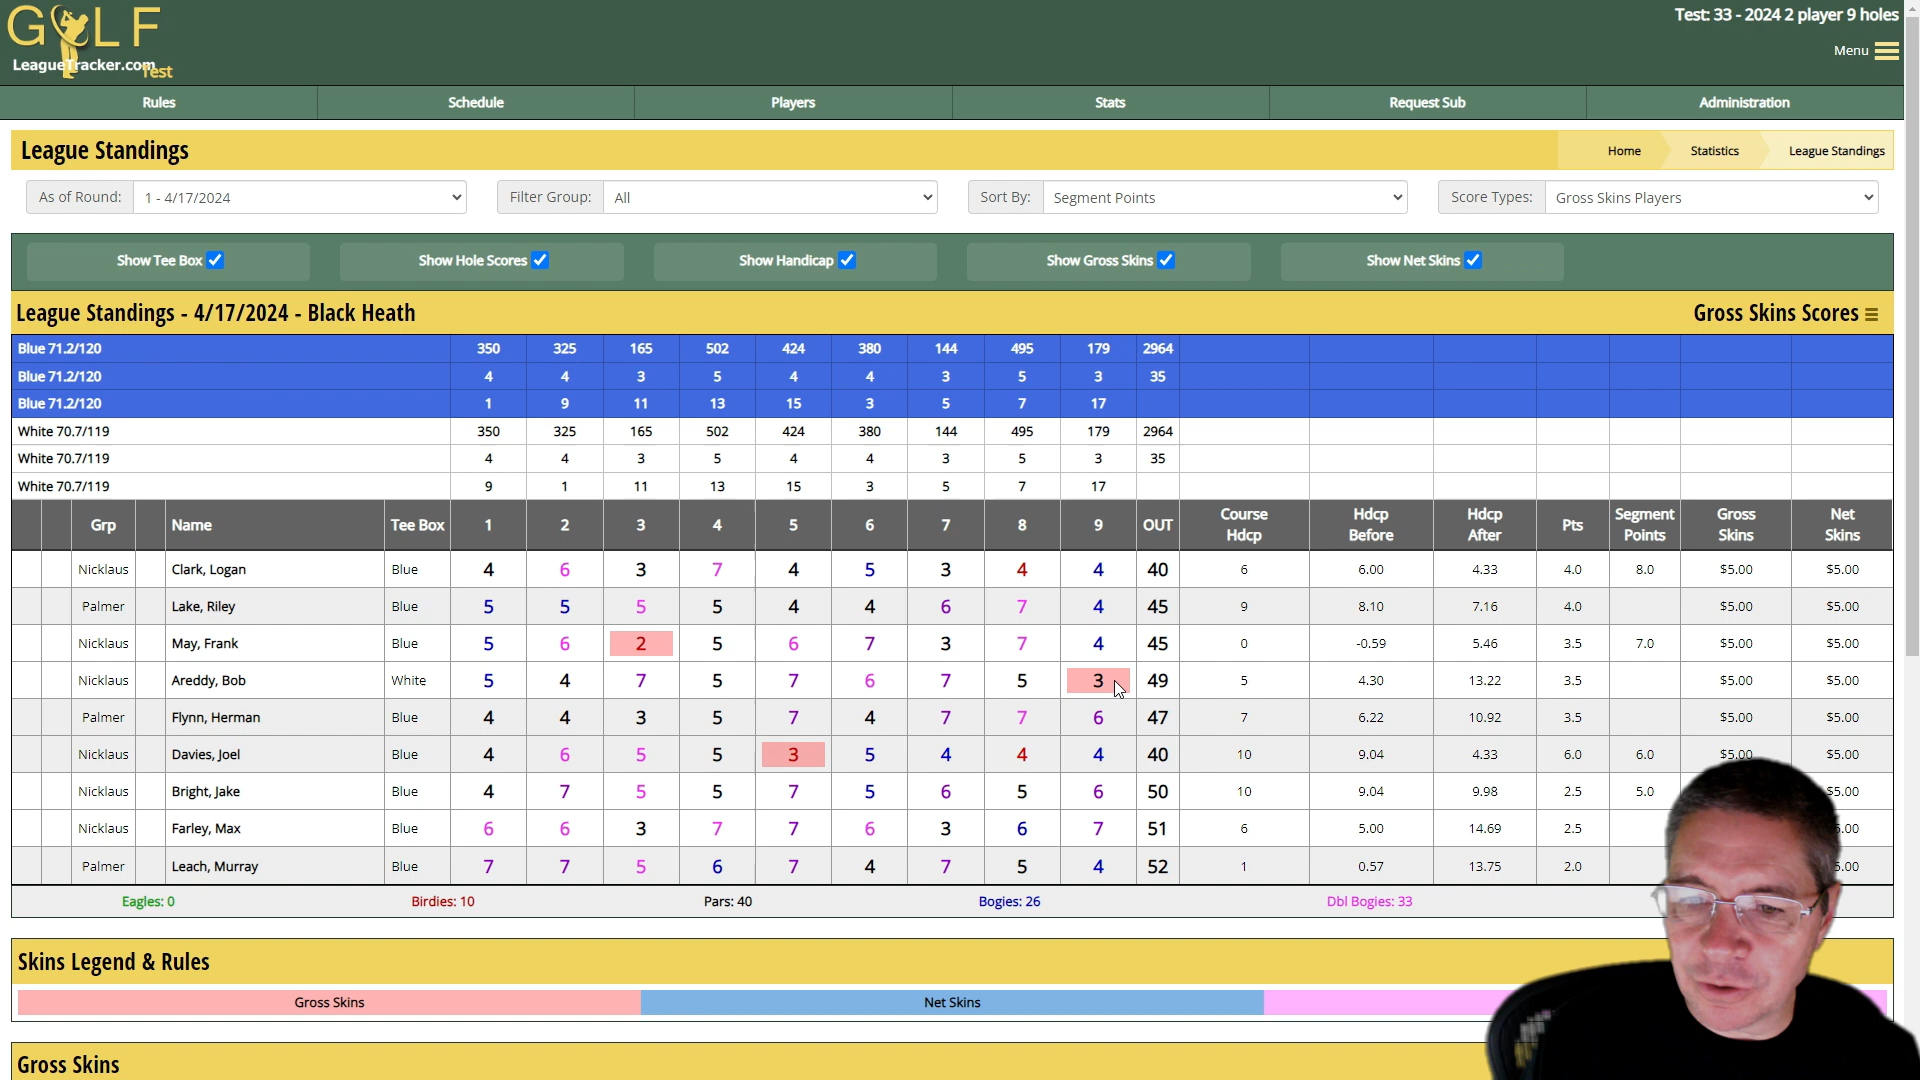 GOLF
LeagueTracker.com
Test
Test: 33 - 2024 2 player 9 holes
Menu
Rules Schedule Players Stats Request Sub Administration
League Standings
Home Statistics League Standings
As of Round: 1 - 4/17/2024 Filter Group: All Sort By: Segment Points Score Types: Gross Skins Players
Show Tee Box Show Hole Scores Show Handicap Show Gross Skins Show Net Skins
League Standings - 4/17/2024 - Black Heath Gross Skins Scores
Blue 71.2/120 350 325 165 502 424 380 144 495 179 2964
Blue 71.2/120 4 4 3 5 4 4 3 5 3 35
Blue 71.2/120 1 9 11 13 15 3 5 7 17
White 70.7/119 350 325 165 502 424 380 144 495 179 2964
White 70.7/119 4 4 3 5 4 4 3 5 3 35
White 70.7/119 9 1 11 13 15 3 5 7 17
Grp Name Tee Box 1 2 3 4 5 6 7 8 9 OUT Course Hdcp Hdcp Before Hdcp After Pts Segment Points Gross Skins Net Skins
Nicklaus Clark, Logan Blue 4 6 3 7 4 5 3 4 4 40 6 6.00 4.33 4.0 8.0 $5.00 $5.00
Palmer Lake, Riley Blue 5 5 5 5 4 4 6 7 4 45 9 8.10 7.16 4.0 $5.00 $5.00
Nicklaus May, Frank Blue 5 6 2 5 6 7 3 7 4 45 0 -0.59 5.46 3.5 7.0 $5.00 $5.00
Nicklaus Areddy, Bob White 5 4 7 5 7 6 7 5 3 49 5 4.30 13.22 3.5 $5.00 $5.00
Palmer Flynn, Herman Blue 4 4 3 5 7 4 7 7 6 47 7 6.22 10.92 3.5 $5.00 $5.00
Nicklaus Davies, Joel Blue 4 6 5 5 3 5 4 4 4 40 10 9.04 4.33 6.0 6.0 $5.00 $5.00
Nicklaus Bright, Jake Blue 4 7 5 5 7 5 6 5 6 50 10 9.04 9.98 2.5 5.0 $5.00
Nicklaus Farley, Max Blue 6 6 3 7 7 6 3 6 7 51 6 5.00 14.69 2.5 5.00
Palmer Leach, Murray Blue 7 7 5 6 7 4 7 5 4 52 1 0.57 13.75 2.0 5.00
Eagles: 0 Birdies: 10 Pars: 40 Bogies: 26 Dbl Bogies: 33
Skins Legend & Rules
Gross Skins Net Skins
Gross Skins